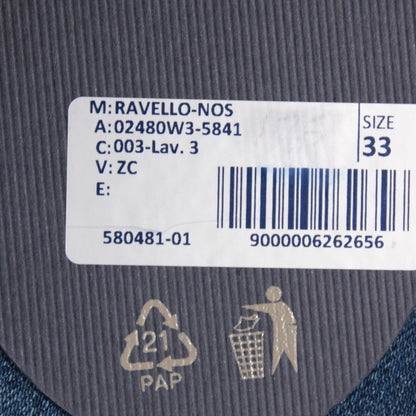 M: RAVELLO-NOS
A: 02480W3-5841
C: 003-Lav. 3
V: ZC
E:
SIZE
33
580481-01
9000006262656
21
PAP